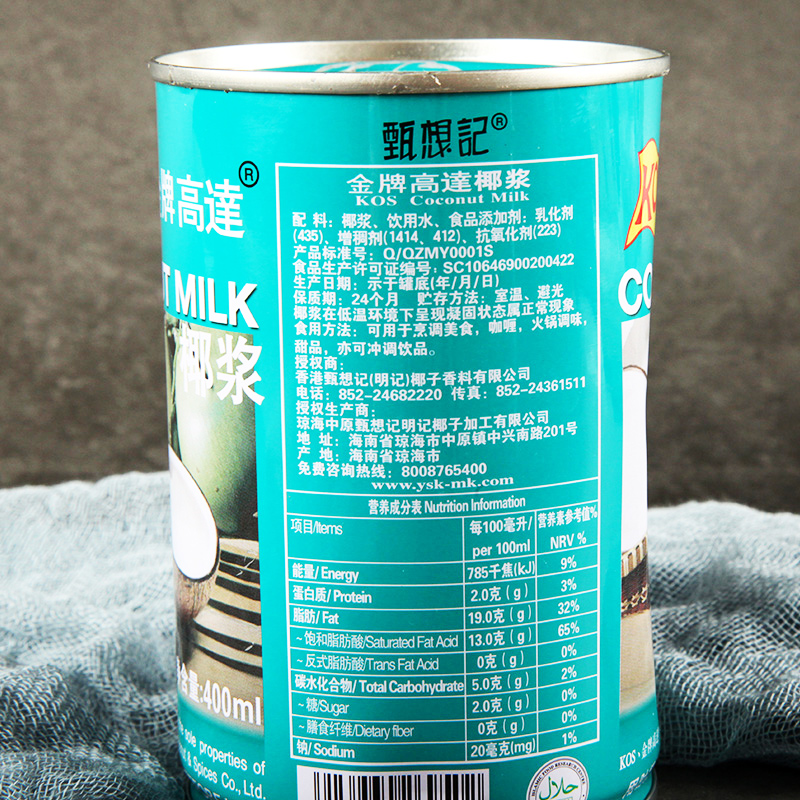 甄想記®
金牌高達椰浆
KOS Coconut Milk
配 料：椰浆、饮用水、食品添加剂：乳化剂
(435)、增稠剂(1414、412)、抗氧化剂(223)
产品标准号：Q/QZMY0001S
食品生产许可证编号：SC10646900200422
生产日期：示于罐底(年/月/日)
保质期：24个月 贮存方法：室温、避光
椰浆在低温环境下呈现凝固状态属正常现象
食用方法：可用于烹调美食，咖喱，火锅调味，
甜品，亦可冲调饮品。
授权商：
香港甄想记(明记)椰子香料有限公司
电话：852-24682220 传真：852-24361511
授权生产商：
琼海中原甄想记明记椰子加工有限公司
地 址：海南省琼海市中原镇中兴南路201号
产 地：海南省琼海市
免费咨询热线：8008765400
www.ysk-mk.com
营养成分表 Nutrition Information
项目/Items 每100毫升/ per 100ml 营养素参考值% NRV %
能量/ Energy 785千焦(kJ) 9%
蛋白质/ Protein 2.0克（g） 3%
脂肪/ Fat 19.0克（g） 32%
~饱和脂肪酸/Saturated Fat Acid 13.0克（g） 65%
~反式脂肪酸/Trans Fat Acid 0克（g） 0%
碳水化合物/ Total Carbohydrate 5.0克（g） 2%
~糖/Sugar 2.0克（g） 0%
~膳食纤维/Dietary fiber 0克（g） 0%
钠/ Sodium 20毫克(mg) 1%
牌高達®
T MILK
椰浆
含量:400ml
sole properties of
& Spices Co., Ltd.
KO
CO
KOS、金牌高
حلال